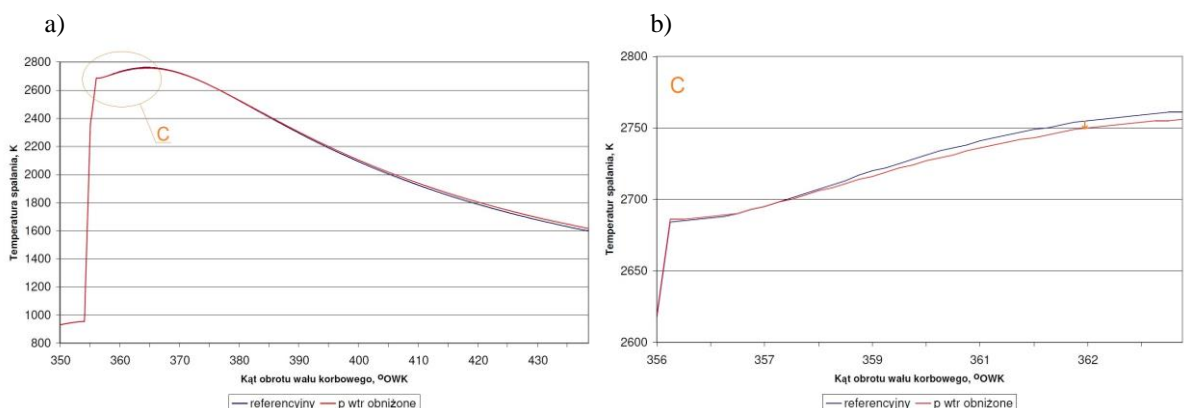 a)
2800
2600
2400
2200
2000
1800
1600
1400
1200
1000
800
Temperatura spalania, K
C
350 360 370 380 390 400 410 420 430
Kąt obrotu wału korbowego, ⁰OWK
referencyjny p wtr obniżone
b)
2800
2750
2700
2650
2600
Temperatur spalania, K
C
356 357 359 361 362
Kąt obrotu wału korbowego, ⁰OWK
referencyjny p wtr obniżone